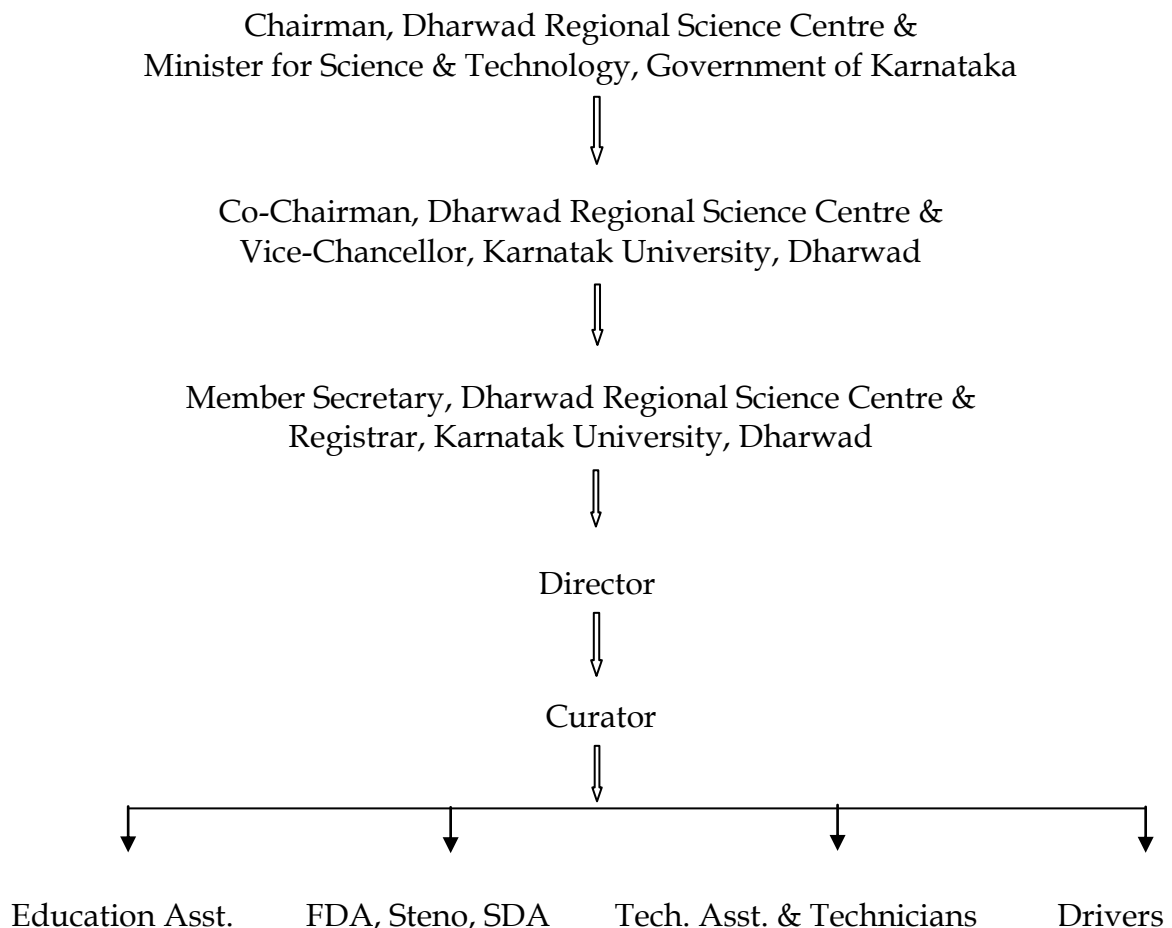 Chairman, Dharwad Regional Science Centre &
Minister for Science & Technology, Government of Karnataka
Co-Chairman, Dharwad Regional Science Centre &
Vice-Chancellor, Karnatak University, Dharwad
Member Secretary, Dharwad Regional Science Centre &
Registrar, Karnatak University, Dharwad
Director
Curator
Education Asst. FDA, Steno, SDA Tech. Asst. & Technicians Drivers